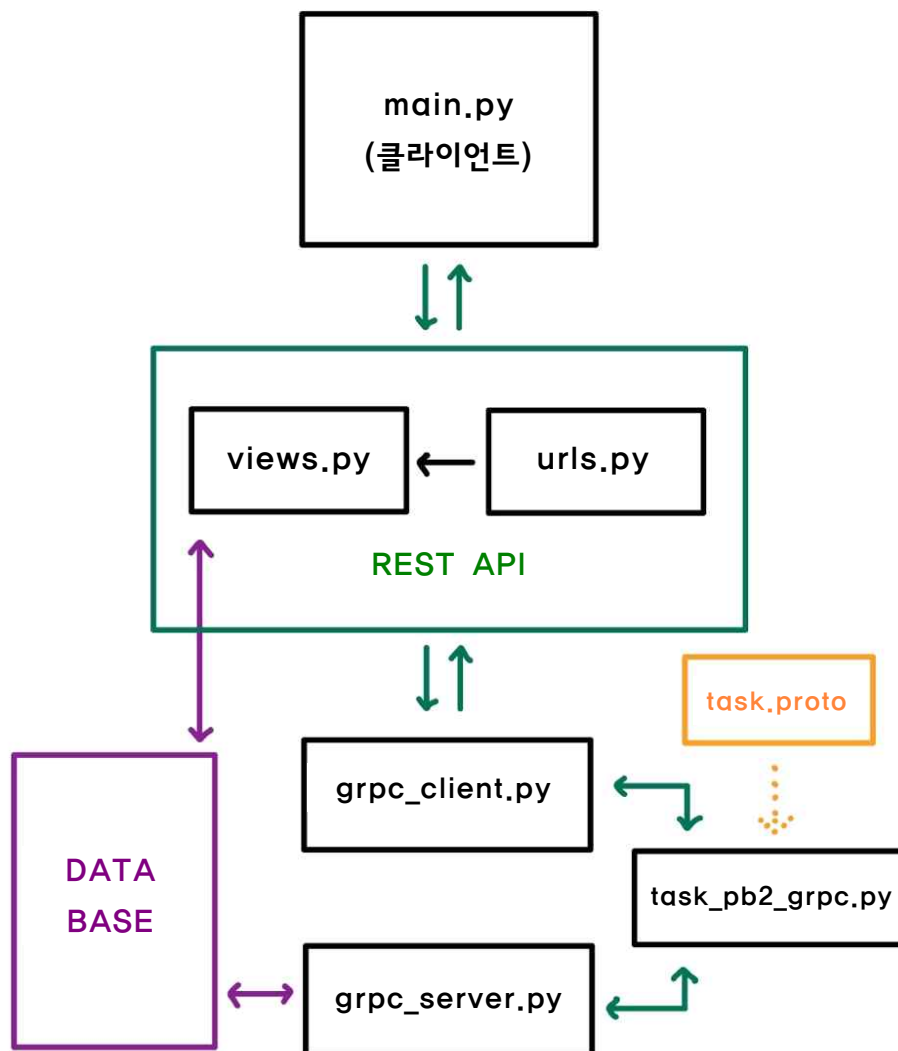 main.py
(클라이언트)
views.py
urls.py
REST API
task.proto
grpc_client.py
DATA
BASE
task_pb2_grpc.py
grpc_server.py